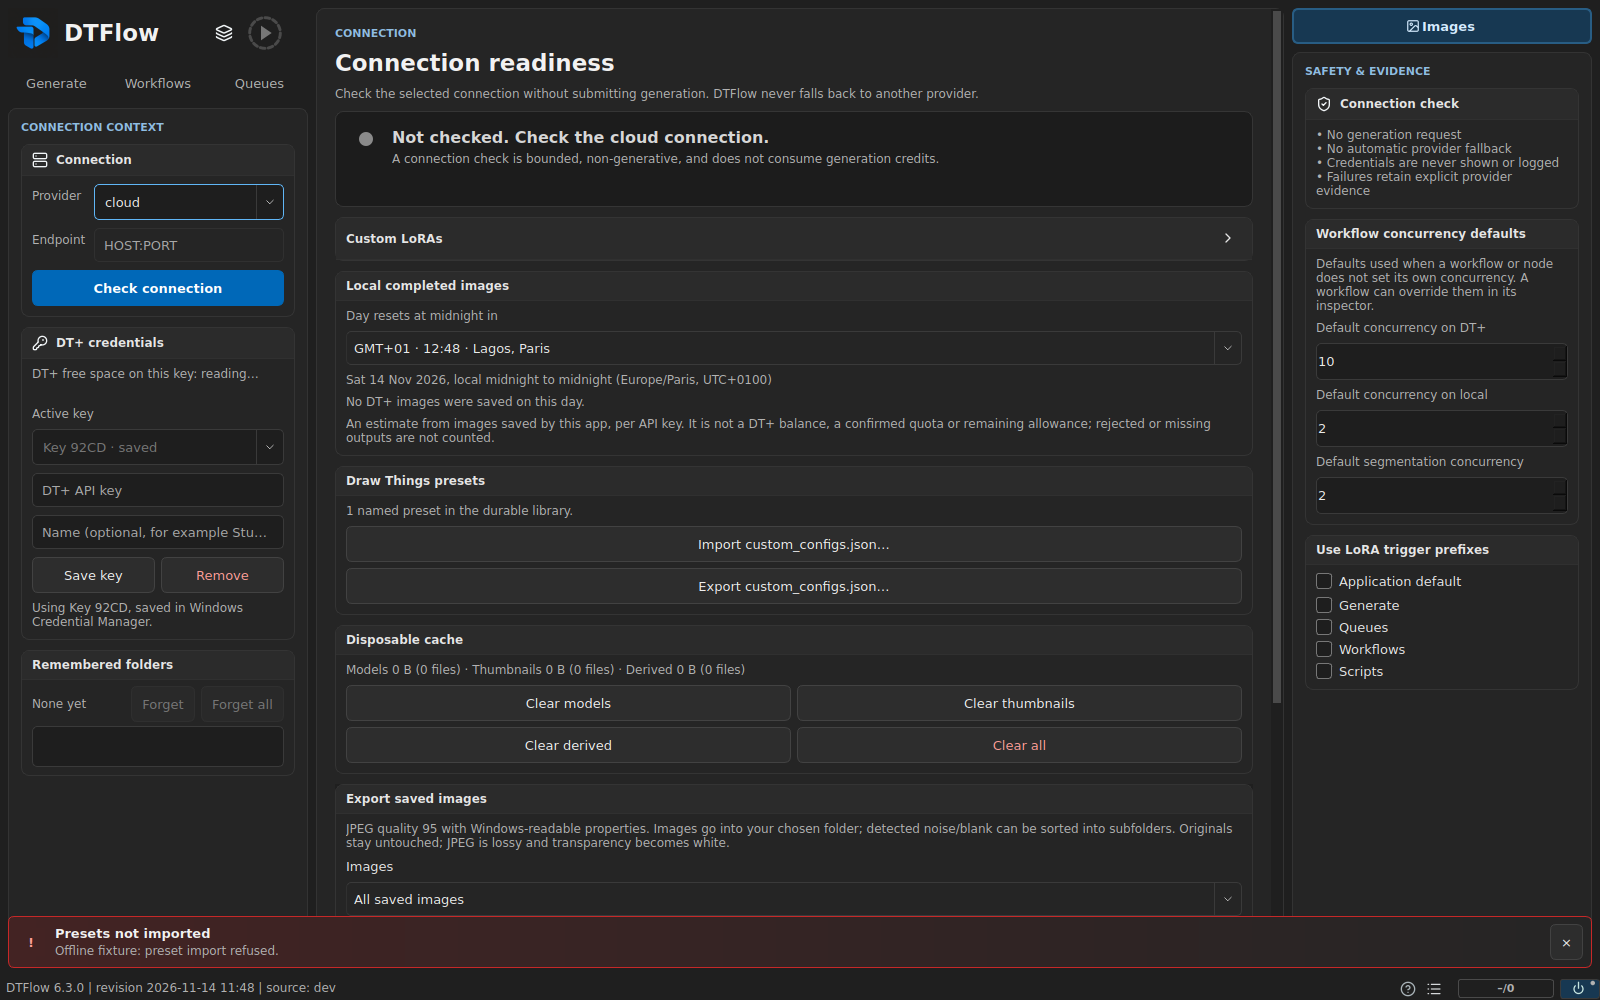 DTFlow
Generate
Workflows
Queues
CONNECTION CONTEXT
Connection
Provider
cloud
Endpoint
HOST:PORT
Check connection
DT+ credentials
DT+ free space on this key: reading…
Active key
Key 92CD · saved
DT+ API key
Name (optional, for example Stu…
Save key
Remove
Using Key 92CD, saved in Windows
Credential Manager.
Remembered folders
None yet
Forget
Forget all
CONNECTION
Connection readiness
Check the selected connection without submitting generation. DTFlow never falls back to another provider.
Not checked. Check the cloud connection.
A connection check is bounded, non-generative, and does not consume generation credits.
Custom LoRAs
Local completed images
Day resets at midnight in
GMT+01 · 12:48 · Lagos, Paris
Sat 14 Nov 2026, local midnight to midnight (Europe/Paris, UTC+0100)
No DT+ images were saved on this day.
An estimate from images saved by this app, per API key. It is not a DT+ balance, a confirmed quota or remaining allowance; rejected or missing
outputs are not counted.
Draw Things presets
1 named preset in the durable library.
Import custom_configs.json…
Export custom_configs.json…
Disposable cache
Models 0 B (0 files) · Thumbnails 0 B (0 files) · Derived 0 B (0 files)
Clear models
Clear thumbnails
Clear derived
Clear all
Export saved images
JPEG quality 95 with Windows-readable properties. Images go into your chosen folder; detected noise/blank can be sorted into subfolders. Originals
stay untouched; JPEG is lossy and transparency becomes white.
Images
All saved images
Images
SAFETY & EVIDENCE
Connection check
• No generation request
• No automatic provider fallback
• Credentials are never shown or logged
• Failures retain explicit provider
evidence
Workflow concurrency defaults
Defaults used when a workflow or node
does not set its own concurrency. A
workflow can override them in its
inspector.
Default concurrency on DT+
10
Default concurrency on local
2
Default segmentation concurrency
2
Use LoRA trigger prefixes
Application default
Generate
Queues
Workflows
Scripts
! Presets not imported
Offline fixture: preset import refused.
×
DTFlow 6.3.0 | revision 2026-11-14 11:48 | source: dev
–/0